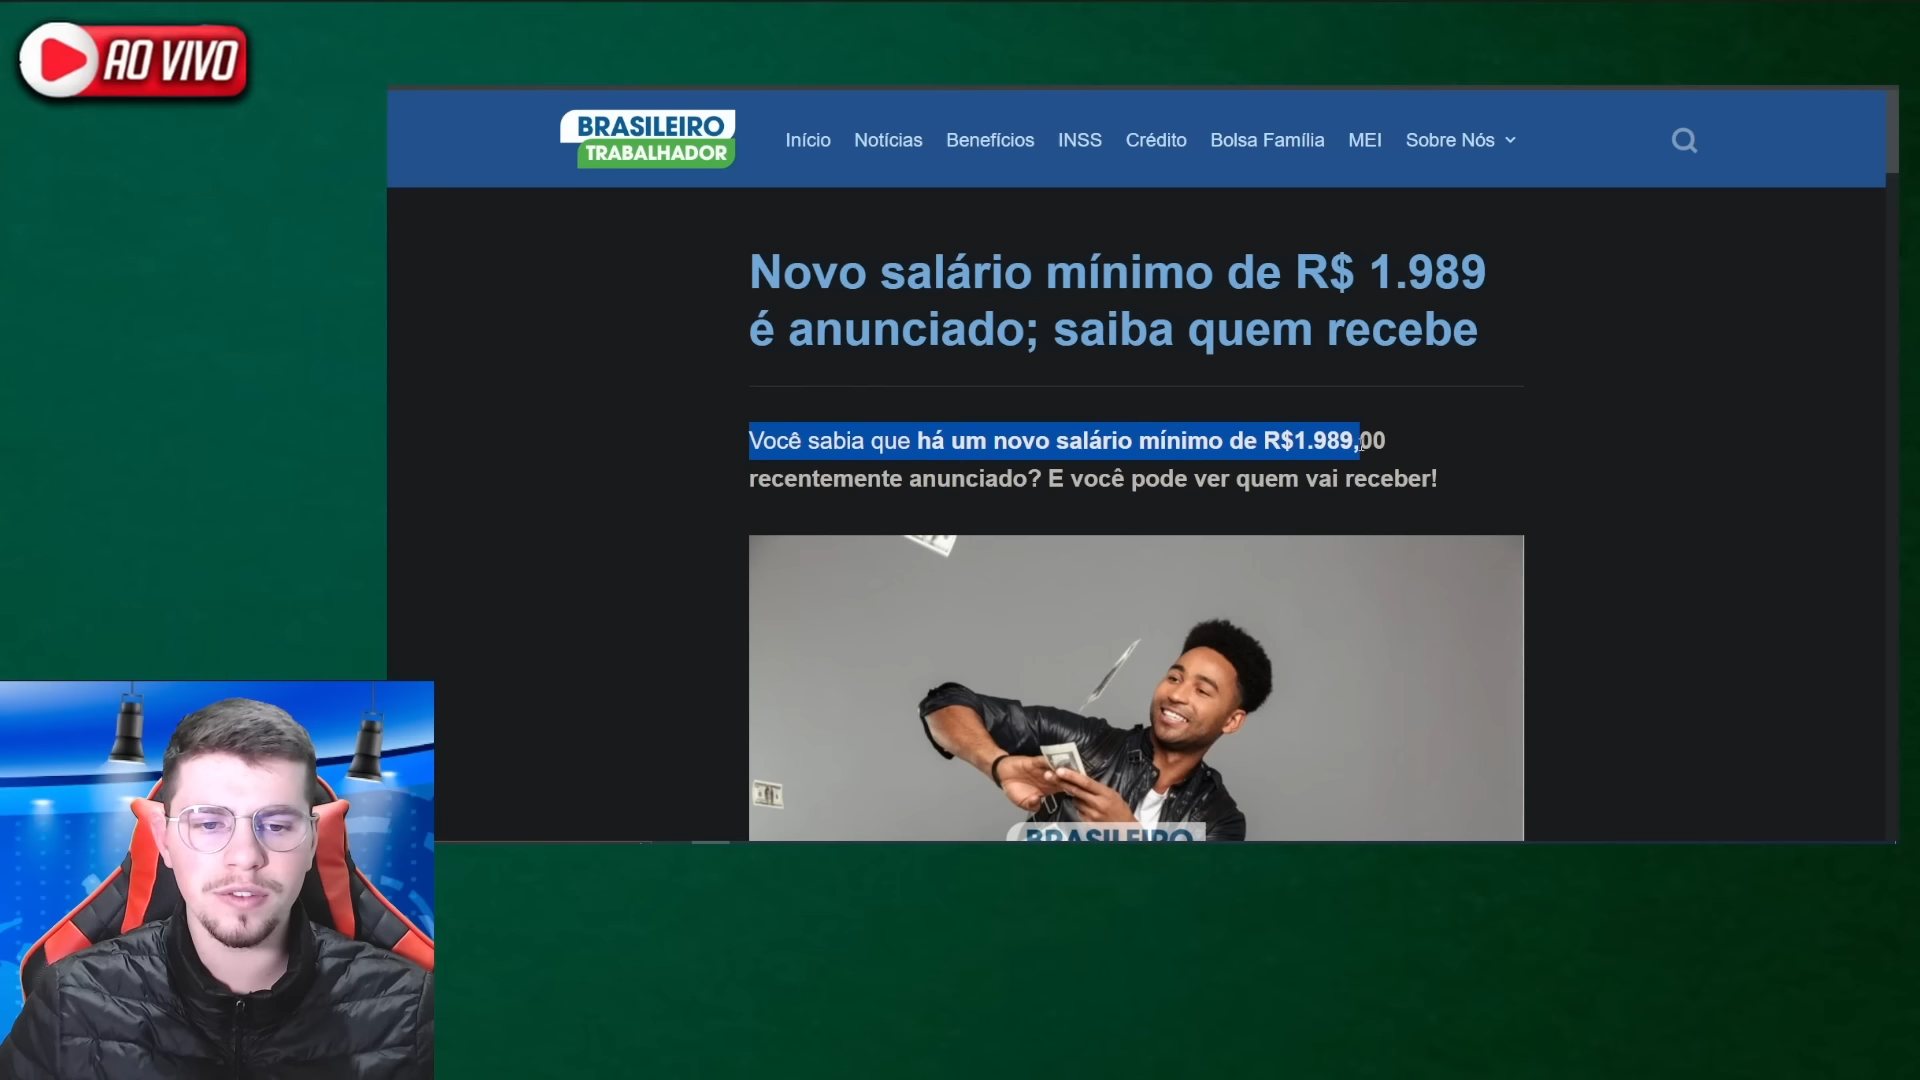 AO VIVO
BRASILEIRO
TRABALHADOR
Início Notícias Benefícios INSS Crédito Bolsa Família MEI Sobre Nós
Novo salário mínimo de R$ 1.989
é anunciado; saiba quem recebe
Você sabia que há um novo salário mínimo de R$1.989,00
recentemente anunciado? E você pode ver quem vai receber!
BRASILEIRO